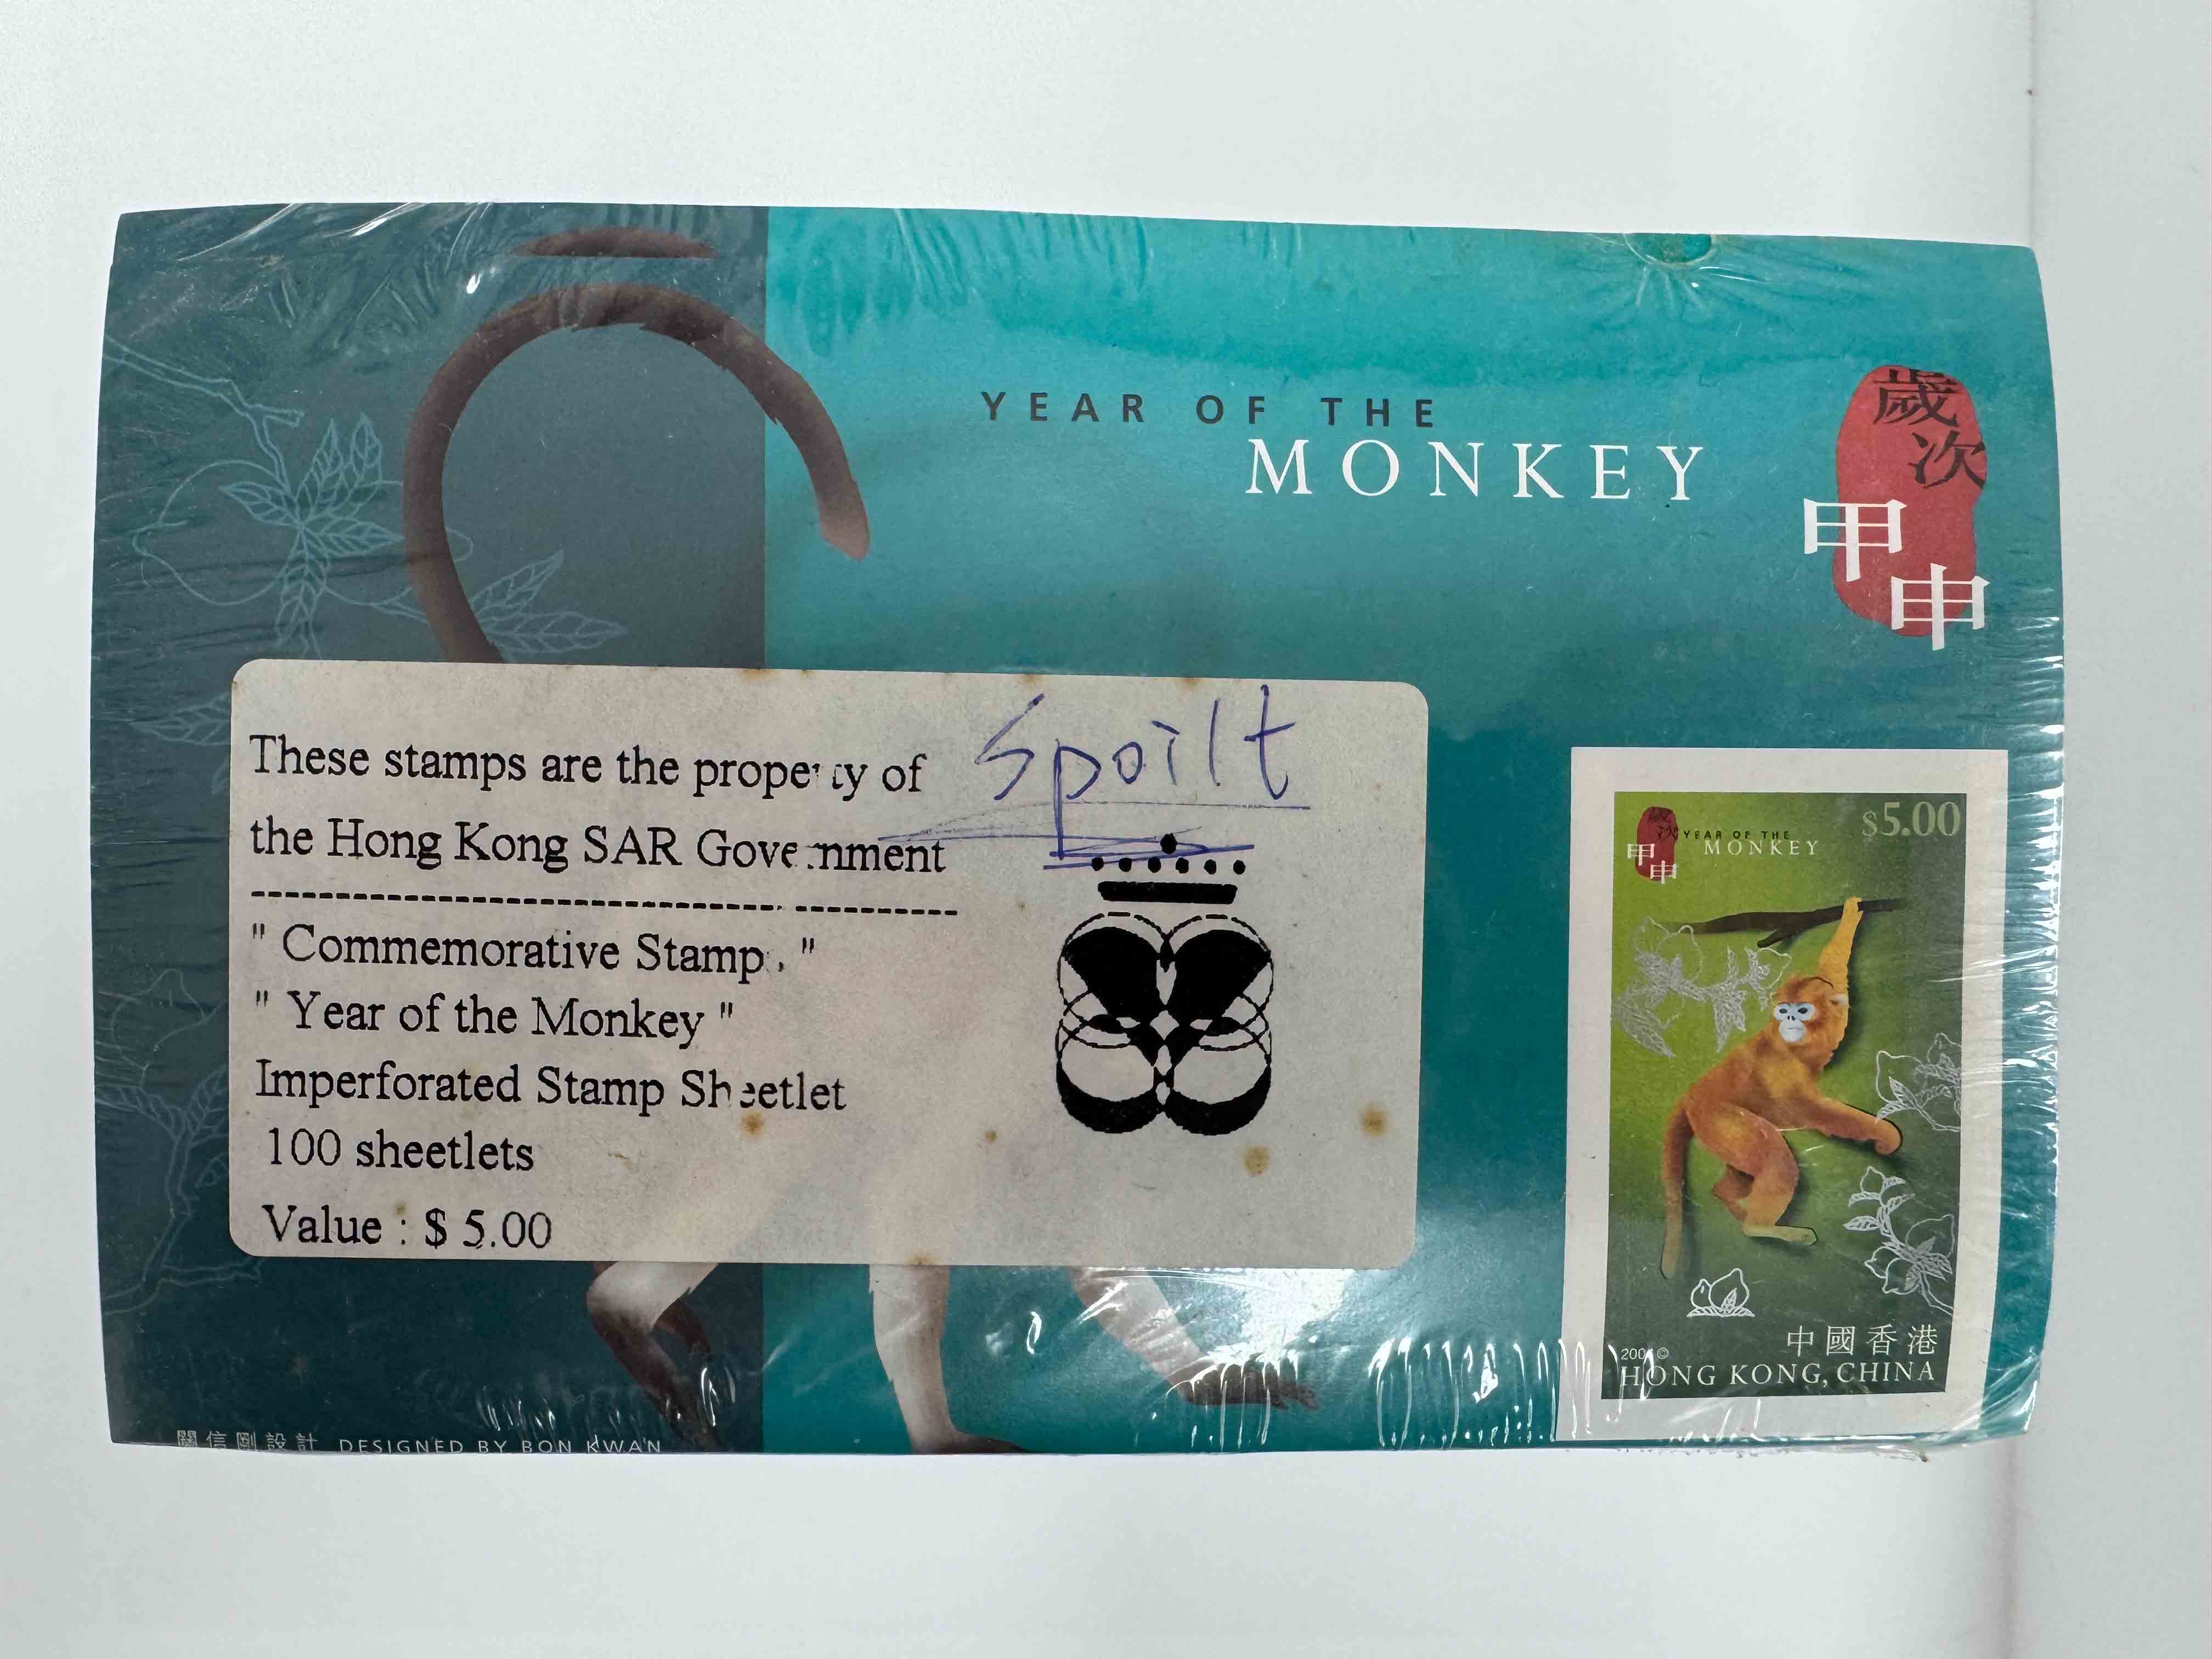 YEAR OF THE
MONKEY
歲次
甲申
Spoilt
These stamps are the property of
the Hong Kong SAR Government
" Commemorative Stamp. "
" Year of the Monkey "
Imperforated Stamp Sheetlet
100 sheetlets
Value : $ 5.00
次
甲申
YEAR OF THE
MONKEY
$5.00
中國香港
©
HONG KONG, CHINA
關信剛設計 DESIGNED BY BON KWAN